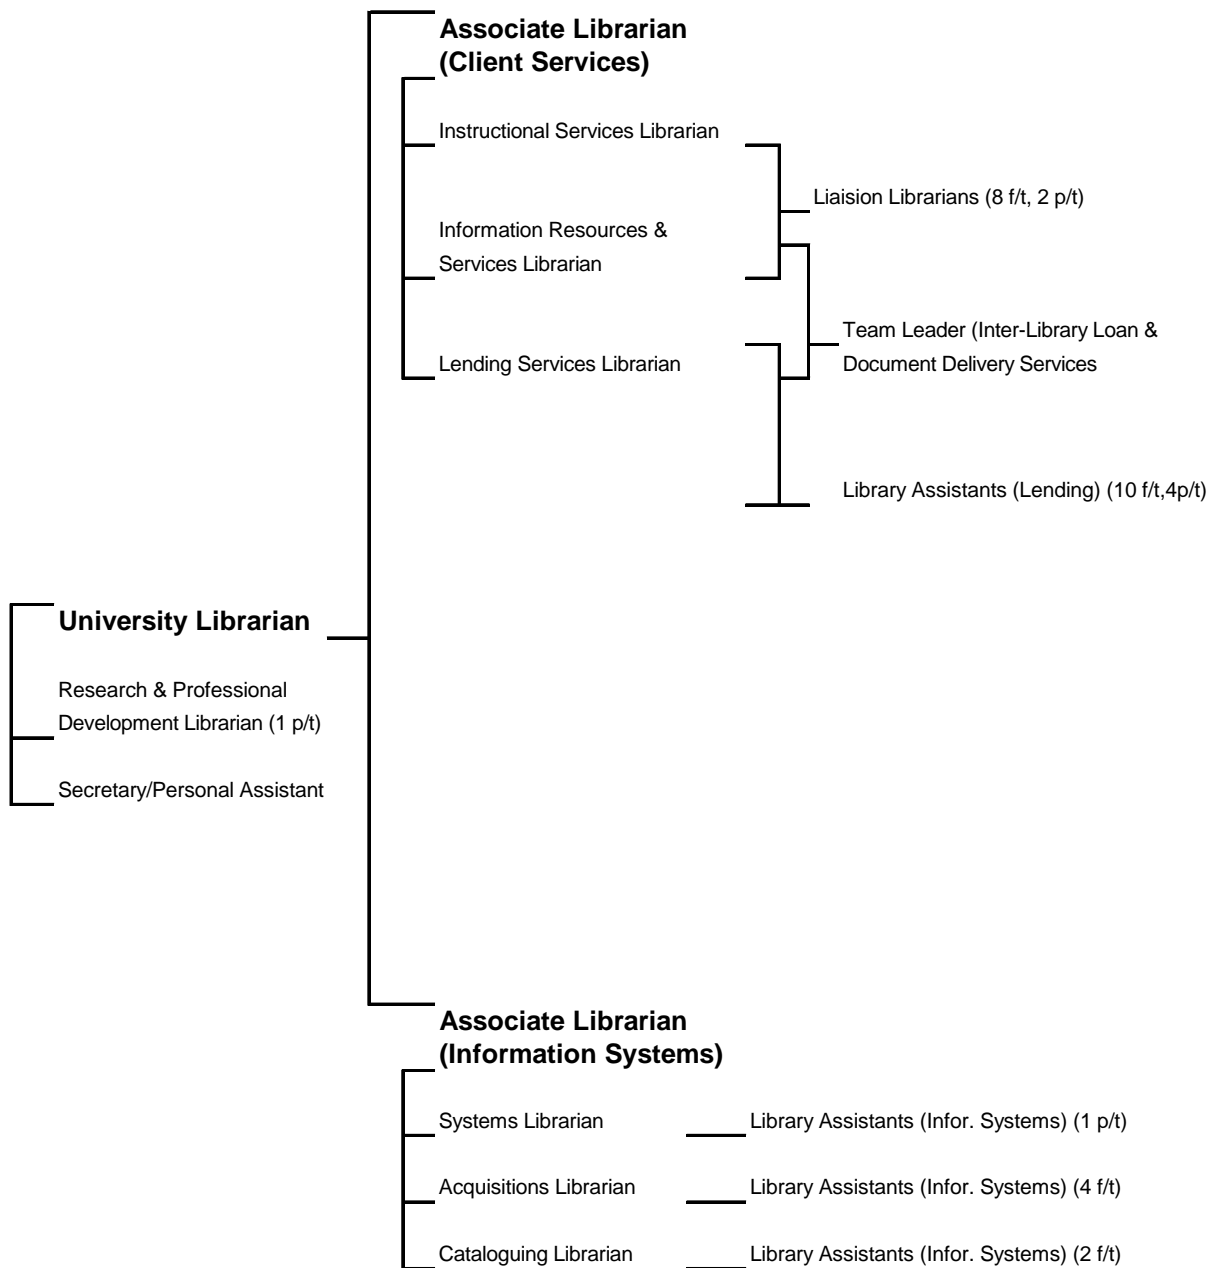 Associate Librarian
(Client Services)
Instructional Services Librarian
Liaision Librarians (8 f/t, 2 p/t)
Information Resources &
Services Librarian
Team Leader (Inter-Library Loan &
Document Delivery Services
Lending Services Librarian
Library Assistants (Lending) (10 f/t,4p/t)
University Librarian
Research & Professional
Development Librarian (1 p/t)
Secretary/Personal Assistant
Associate Librarian
(Information Systems)
Systems Librarian
Library Assistants (Infor. Systems) (1 p/t)
Acquisitions Librarian
Library Assistants (Infor. Systems) (4 f/t)
Cataloguing Librarian
Library Assistants (Infor. Systems) (2 f/t)